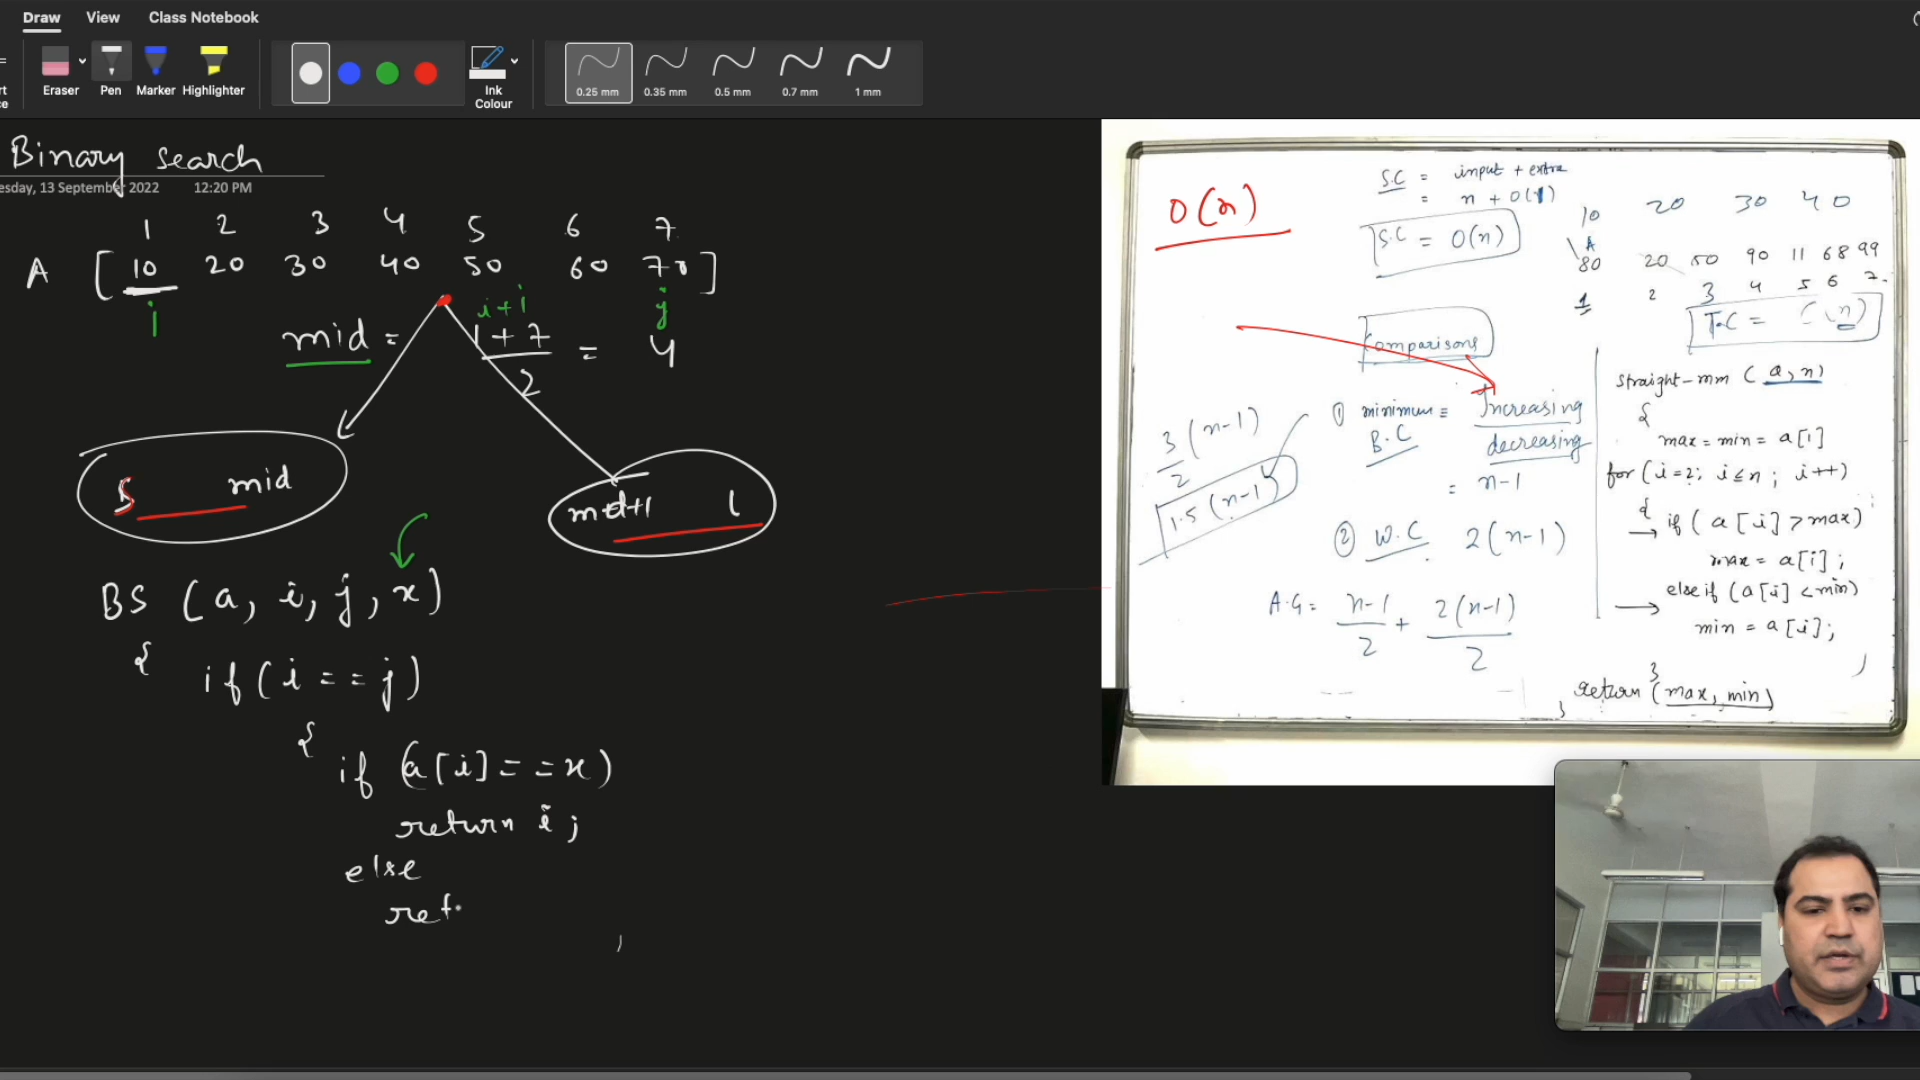 Draw View Class Notebook
Eraser Pen Marker Highlighter
Ink Colour
0.25 mm 0.35 mm 0.5 mm 0.7 mm 1 mm
Binary search
esday, 13 September 2022 12:20 PM
1 2 3 4 5 6 7
A [ 10 20 30 40 50 60 70 ]
i j
i + j
mid = 1 + 7 / 2 = 4
mid
mid+1
BS (a, i, j, x)
{ if (i == j)
{ if (a[i] == x)
return i;
else
ret
O(n)
S.C = input + extra
= n + O(1)
S.C = O(n)
10 20 30 40
A
80 20 50 90 11 68 99
1 2 3 4 5 6 7
T.C = (n)
Comparisons
① minimum = Increasing
B.C decreasing
= n-1
3/2 (n-1)
1.5 (n-1)
② W.C 2(n-1)
A.G = n-1/2 + 2(n-1)/2
straight-mm (a, n)
{
max = min = a[1]
for (i=2; i≤n; i++)
{
if (a[i] > max)
max = a[i];
else if (a[i] < min)
min = a[i];
}
return (max, min)